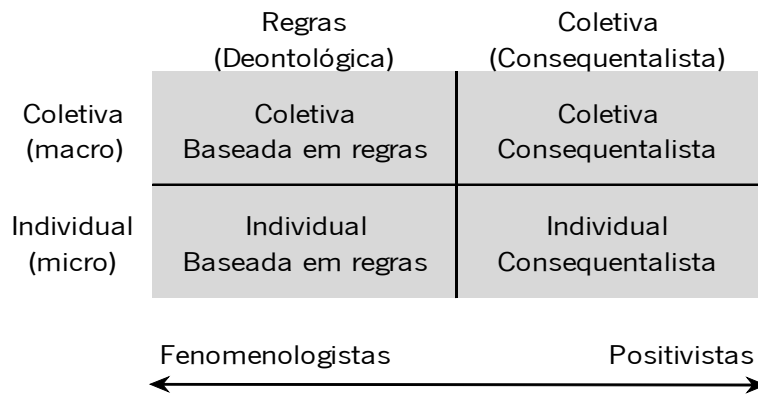 Regras
(Deontológica)
Coletiva
(Consequentalista)
Coletiva
(macro)
Coletiva
Baseada em regras
Coletiva
Consequentalista
Individual
(micro)
Individual
Baseada em regras
Individual
Consequentalista
Fenomenologistas
Positivistas